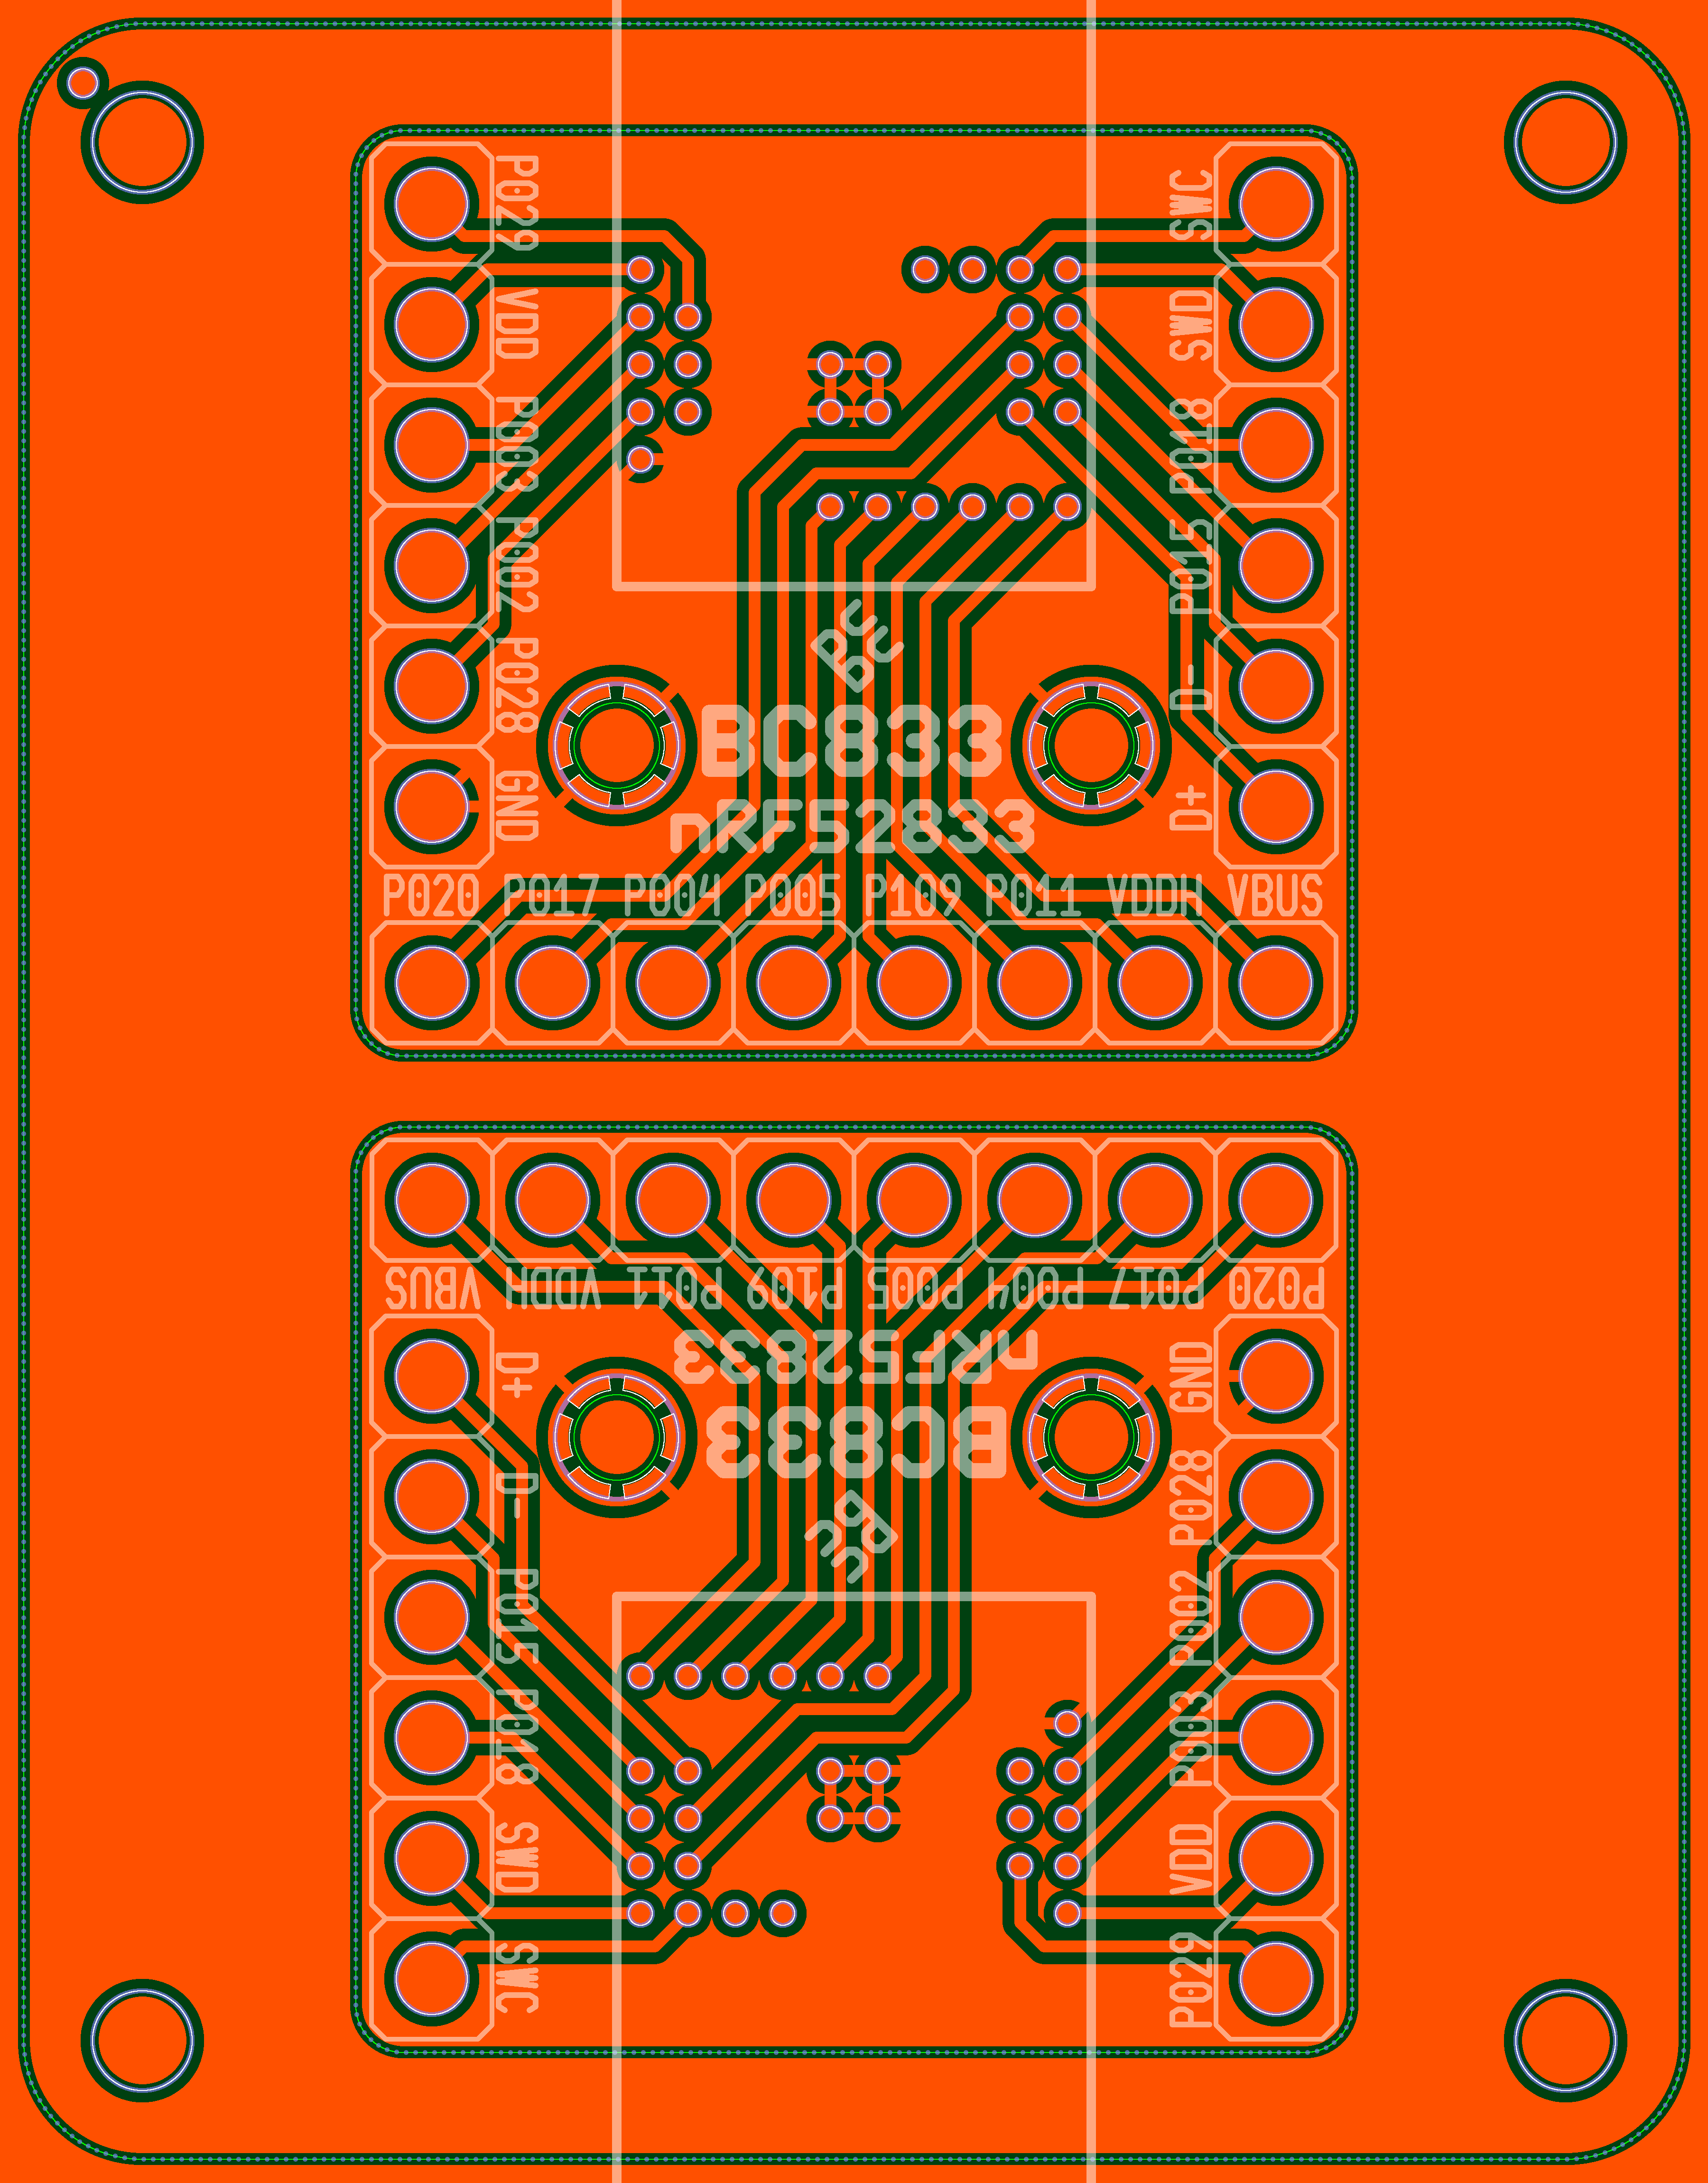 P029
VDD
P003
P002
P028
GND
SWC
SWD
P018
P015
D-
D+
BC833
nRF52833
P020 P017 P004 P005 P109 P011 VDDH VBUS
VBUS VDDH P011 P109 P005 P004 P017 P020
nRF52833
BC833
D+
D-
P015
P018
SWD
SWC
GND
P028
P002
P003
VDD
P029